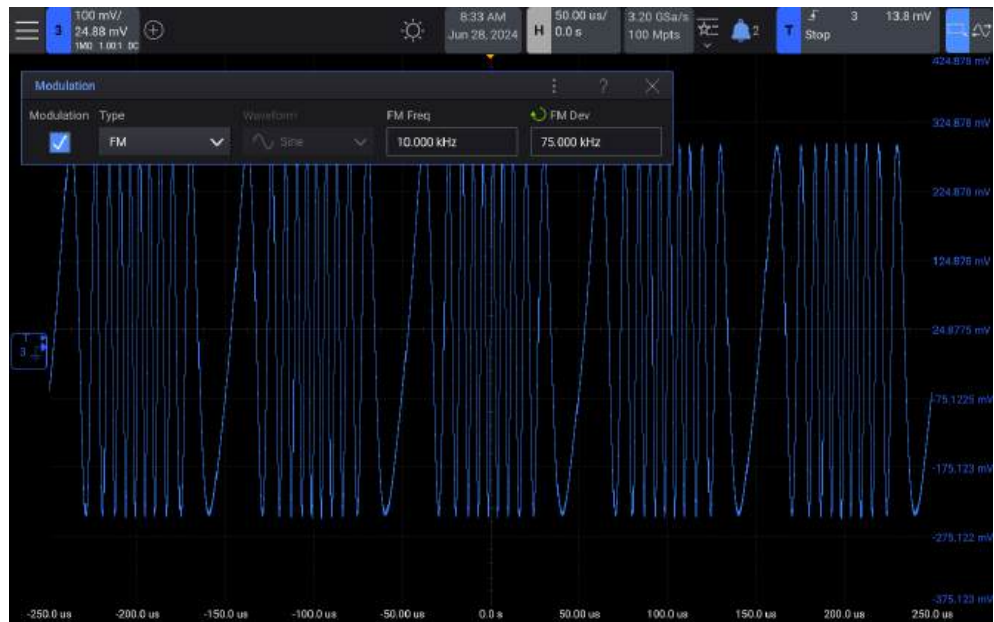 100 mV/
3 24.88 mV
1MΩ 1.00:1 DC
8:33 AM
Jun 28, 2024
H 50.00 us/
0.0 s
3.20 GSa/s
100 Mpts
2
T 3 13.8 mV
Stop
424.878 mV
Modulation
?
Modulation Type Waveform FM Freq FM Dev
FM Sine 10.000 kHz 75.000 kHz
324.878 mV
224.878 mV
124.878 mV
24.8775 mV
T
3
-75.1225 mV
-175.123 mV
-275.122 mV
-375.123 mV
-250.0 us -200.0 us -150.0 us -100.0 us -50.00 us 0.0 s 50.00 us 100.0 us 150.0 us 200.0 us 250.0 us